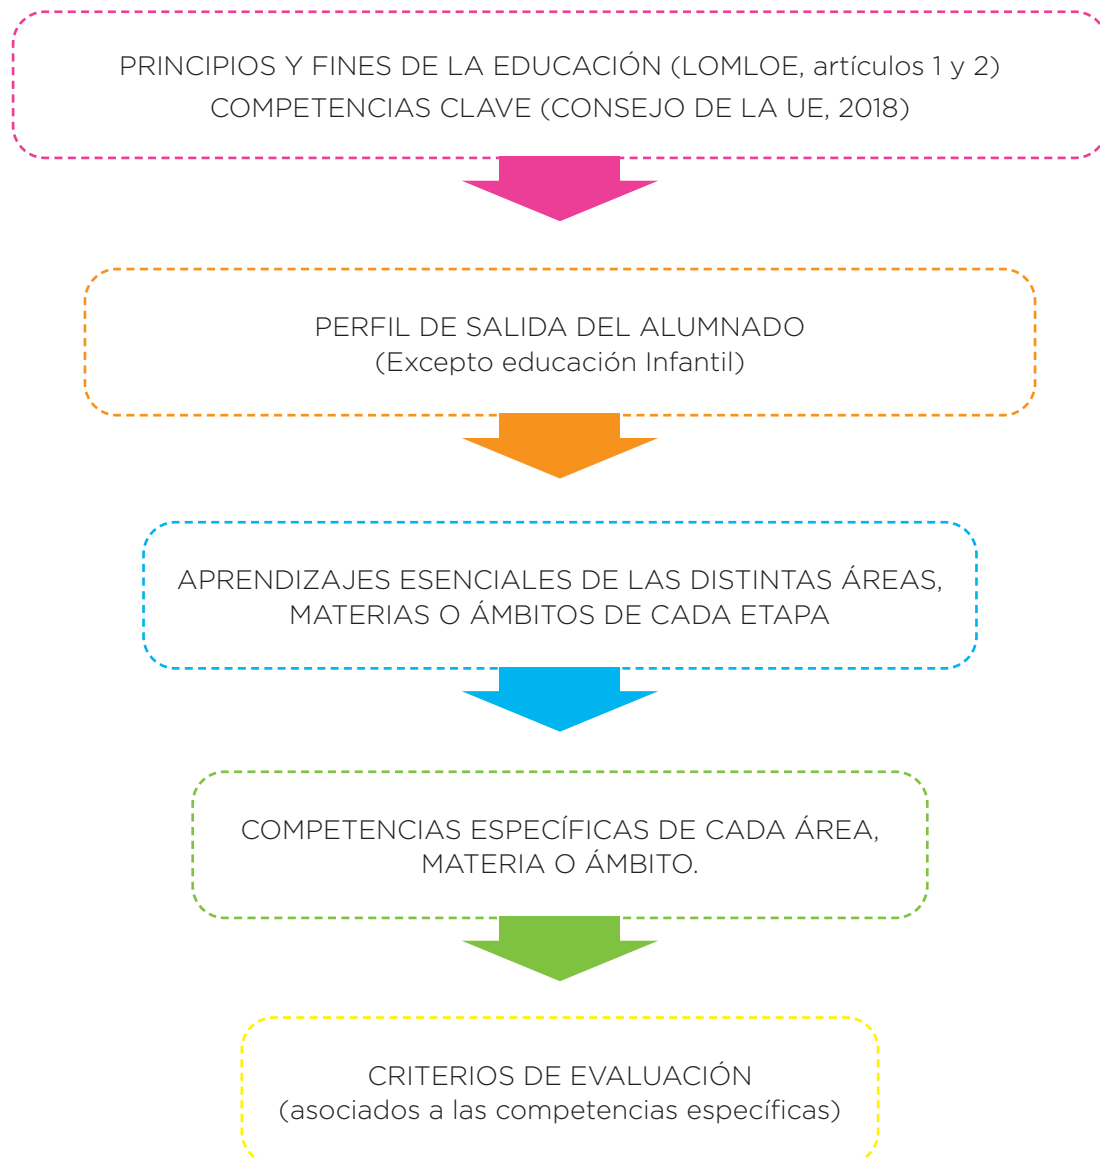 PRINCIPIOS Y FINES DE LA EDUCACIÓN (LOMLOE, artículos 1 y 2)
COMPETENCIAS CLAVE (CONSEJO DE LA UE, 2018)
PERFIL DE SALIDA DEL ALUMNADO
(Excepto educación Infantil)
APRENDIZAJES ESENCIALES DE LAS DISTINTAS ÁREAS,
MATERIAS O ÁMBITOS DE CADA ETAPA
COMPETENCIAS ESPECÍFICAS DE CADA ÁREA,
MATERIA O ÁMBITO.
CRITERIOS DE EVALUACIÓN
(asociados a las competencias específicas)